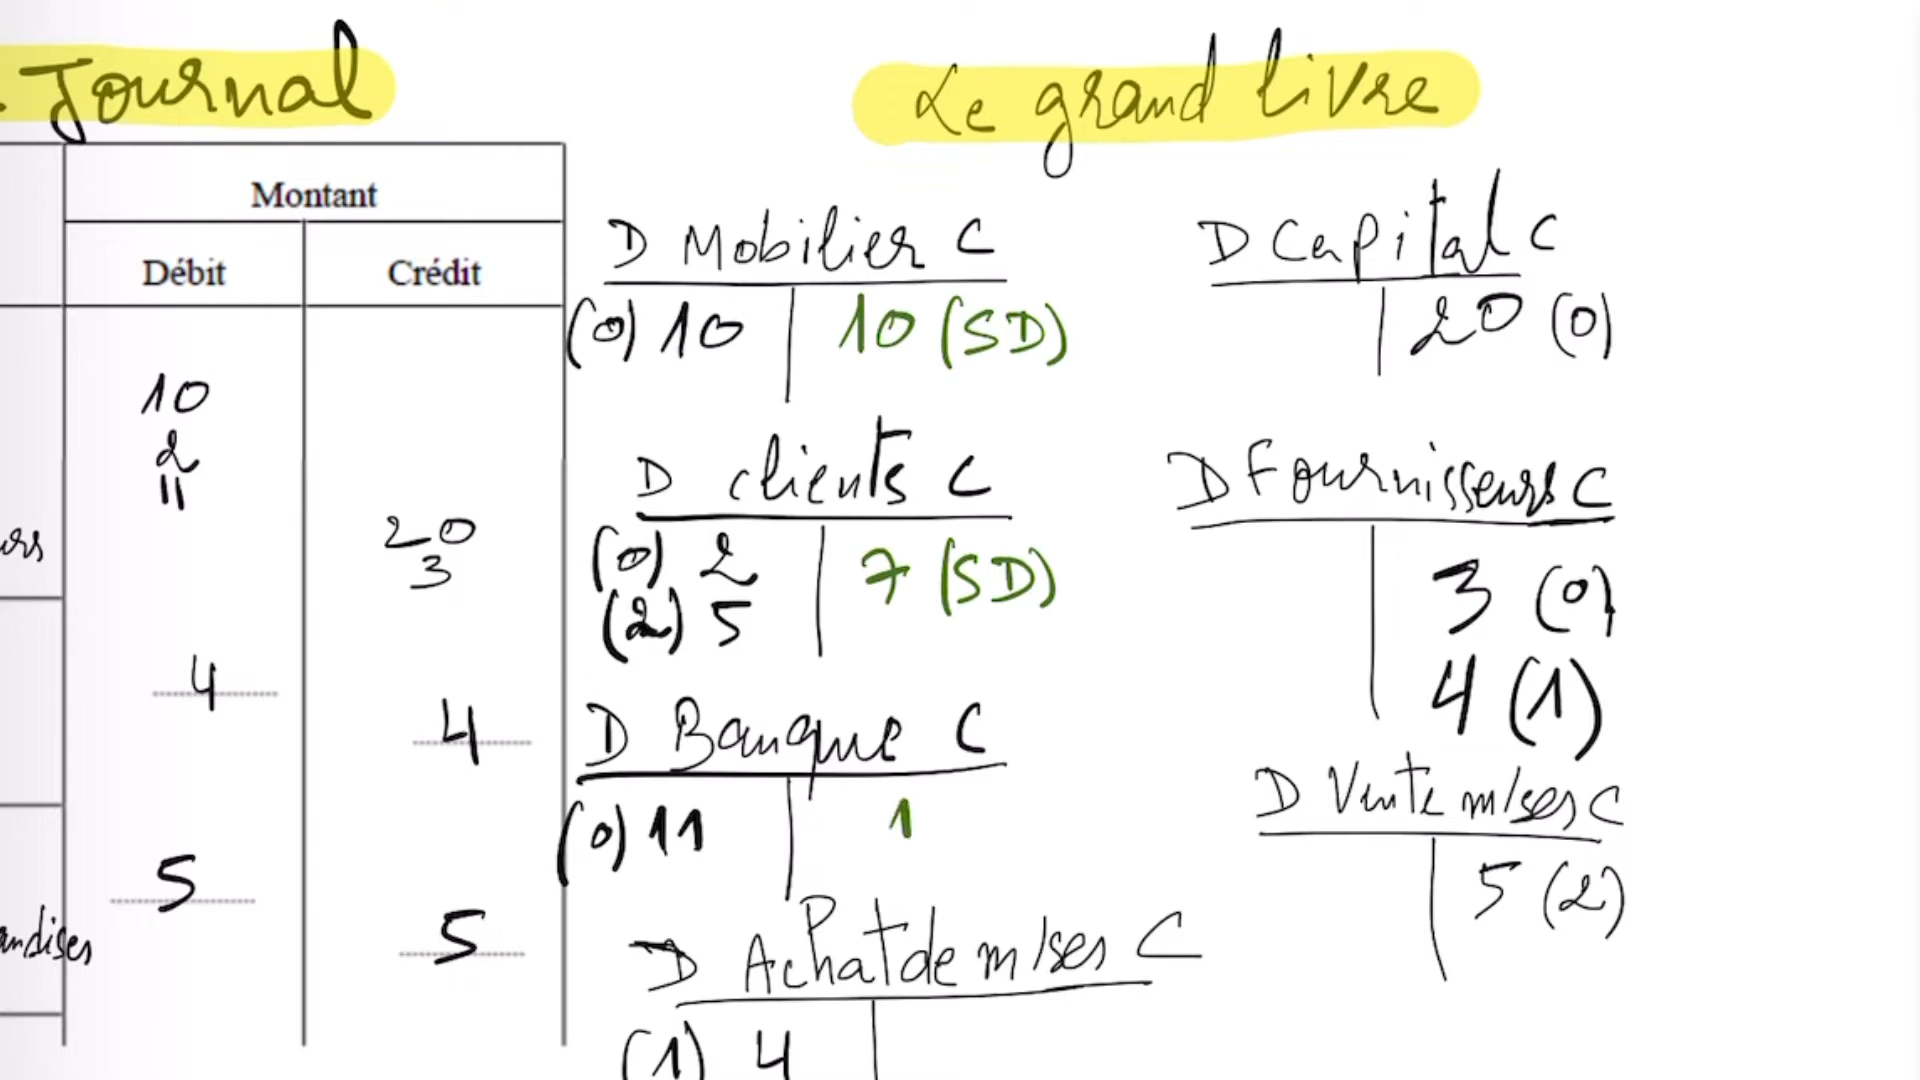 . Journal
Montant
Débit Crédit
10
2
11
20
3
4
4
5
5
andises
Le grand livre
D Mobilier C
(0) 10 10 (SD)
D Capital C
20 (0)
D clients C
(0) 2 7 (SD)
(2) 5
D Fournisseurs C
3 (0)
4 (1)
D Banque C
(0) 11 1
D Vente m/ses C
5 (2)
D Achat de m/ses C
(1) 4